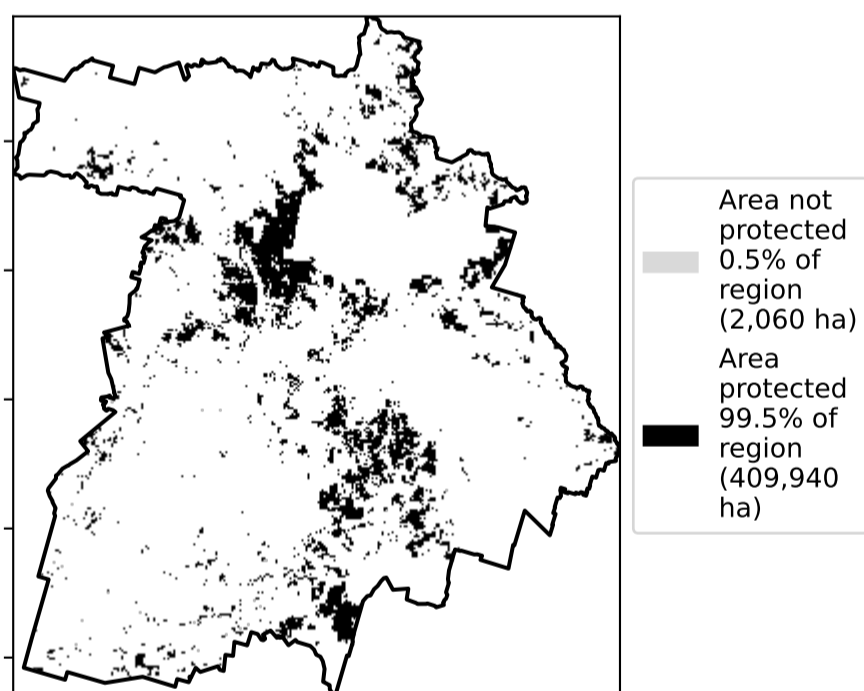 Area not
protected
0.5% of
region
(2,060 ha)
Area
protected
99.5% of
region
(409,940
ha)